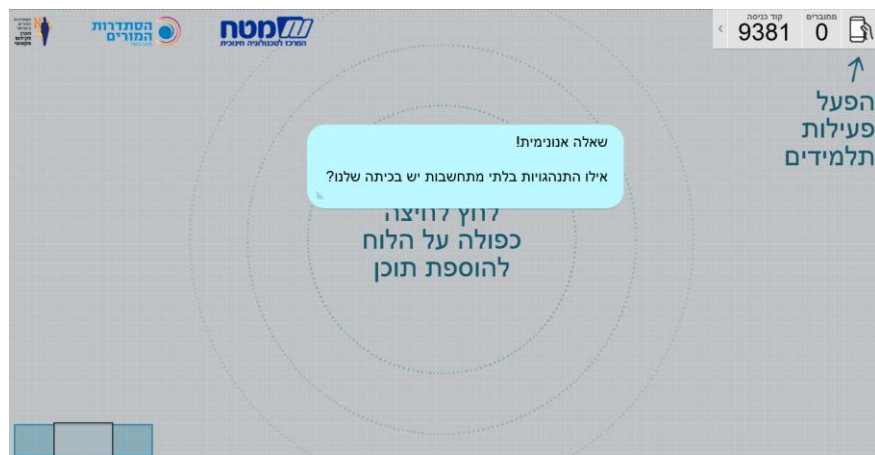 הסתדרות
המורים
מטח
המרכז לטכנולוגיה חינוכית
קוד כניסה
9381
מחוברים
0
הפעל
פעילות
תלמידים
שאלה אנונימית!
אילו התנהגויות בלתי מתחשבות יש בכיתה שלנו?
לחץ לחיצה
כפולה על הלוח
להוספת תוכן